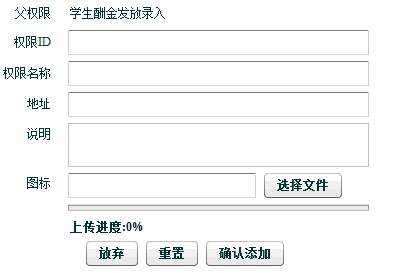 父权限 学生酬金发放录入
权限ID
权限名称
地址
说明
图标 选择文件
上传进度:0%
放弃 重置 确认添加